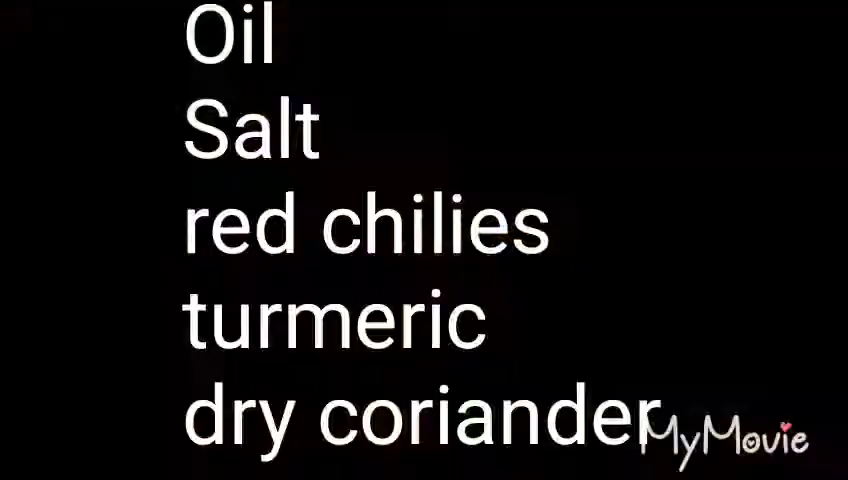 Oil
Salt
red chilies
turmeric
dry coriander
MyMovie